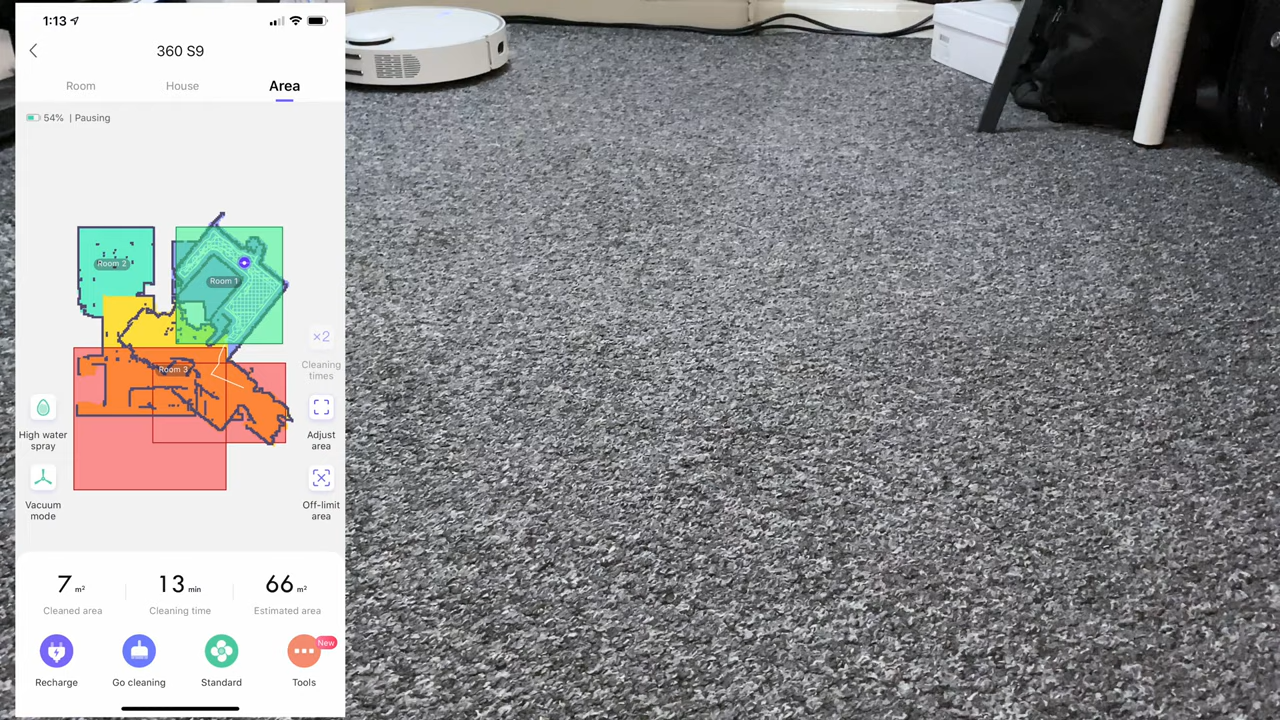 1:13
360 S9
Room House Area
54% | Pausing
Room 2
Room 1
×2
Cleaning
times
Room 3
High water
spray
Adjust
area
Vacuum
mode
Off-limit
area
7 m² 13 min 66 m²
Cleaned area Cleaning time Estimated area
New
Recharge Go cleaning Standard Tools